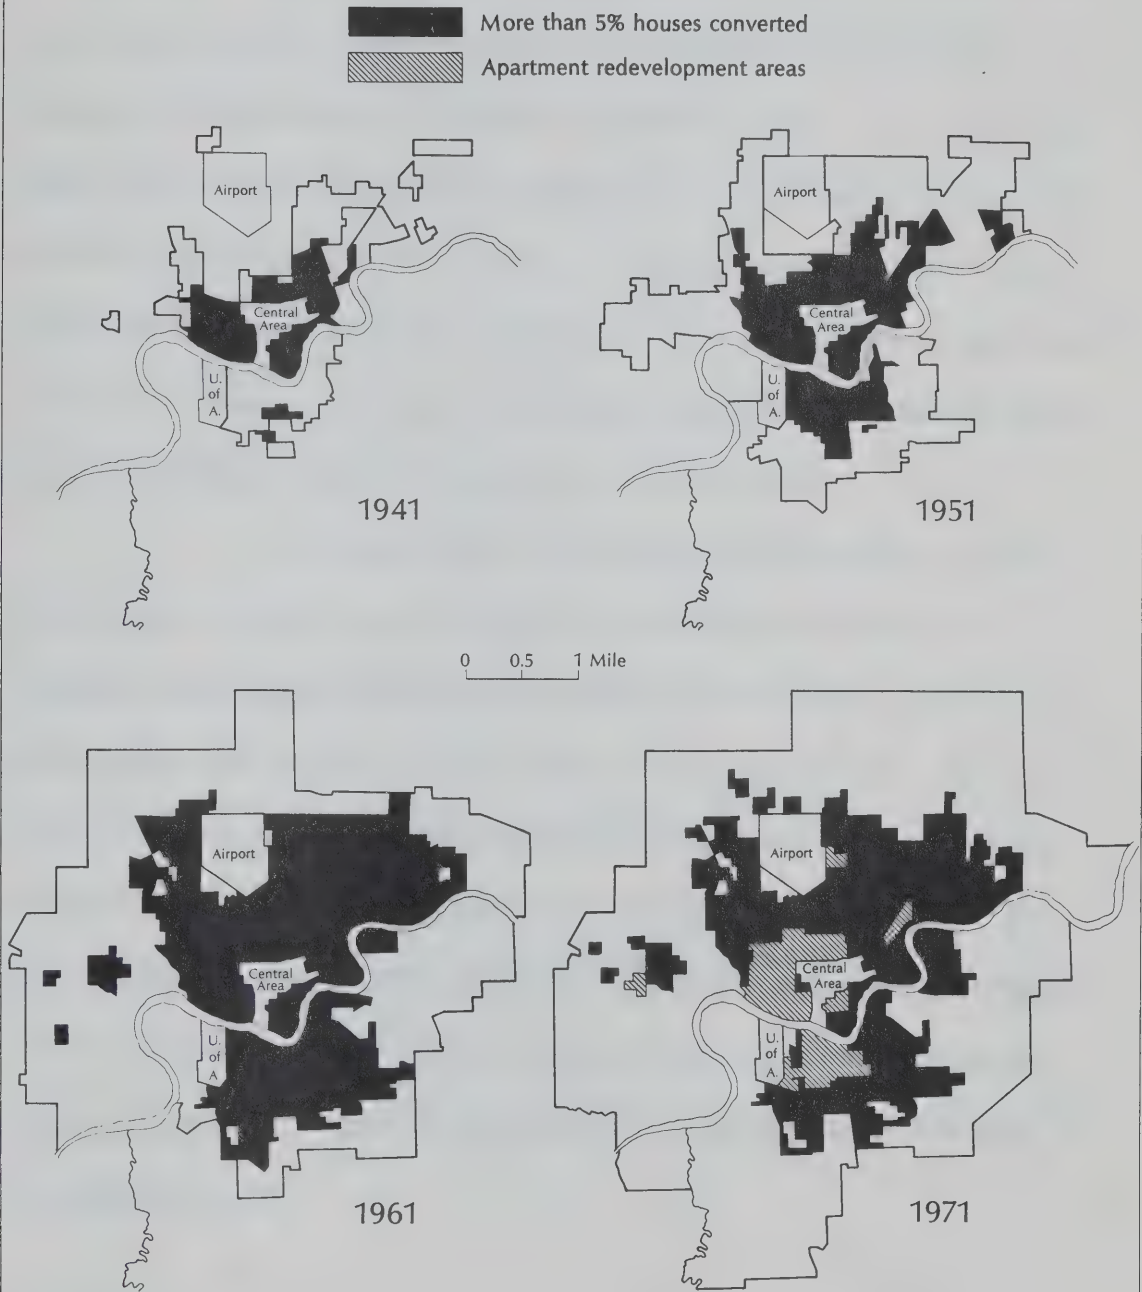 More than 5% houses converted
Apartment redevelopment areas
Airport
Central
Area
U.
of
A.
1941
Airport
Central
Area
U.
of
A.
1951
0 0.5 1 Mile
Airport
Central
Area
U.
of
A
1961
Airport
Central
Area
U.
of
A.
1971